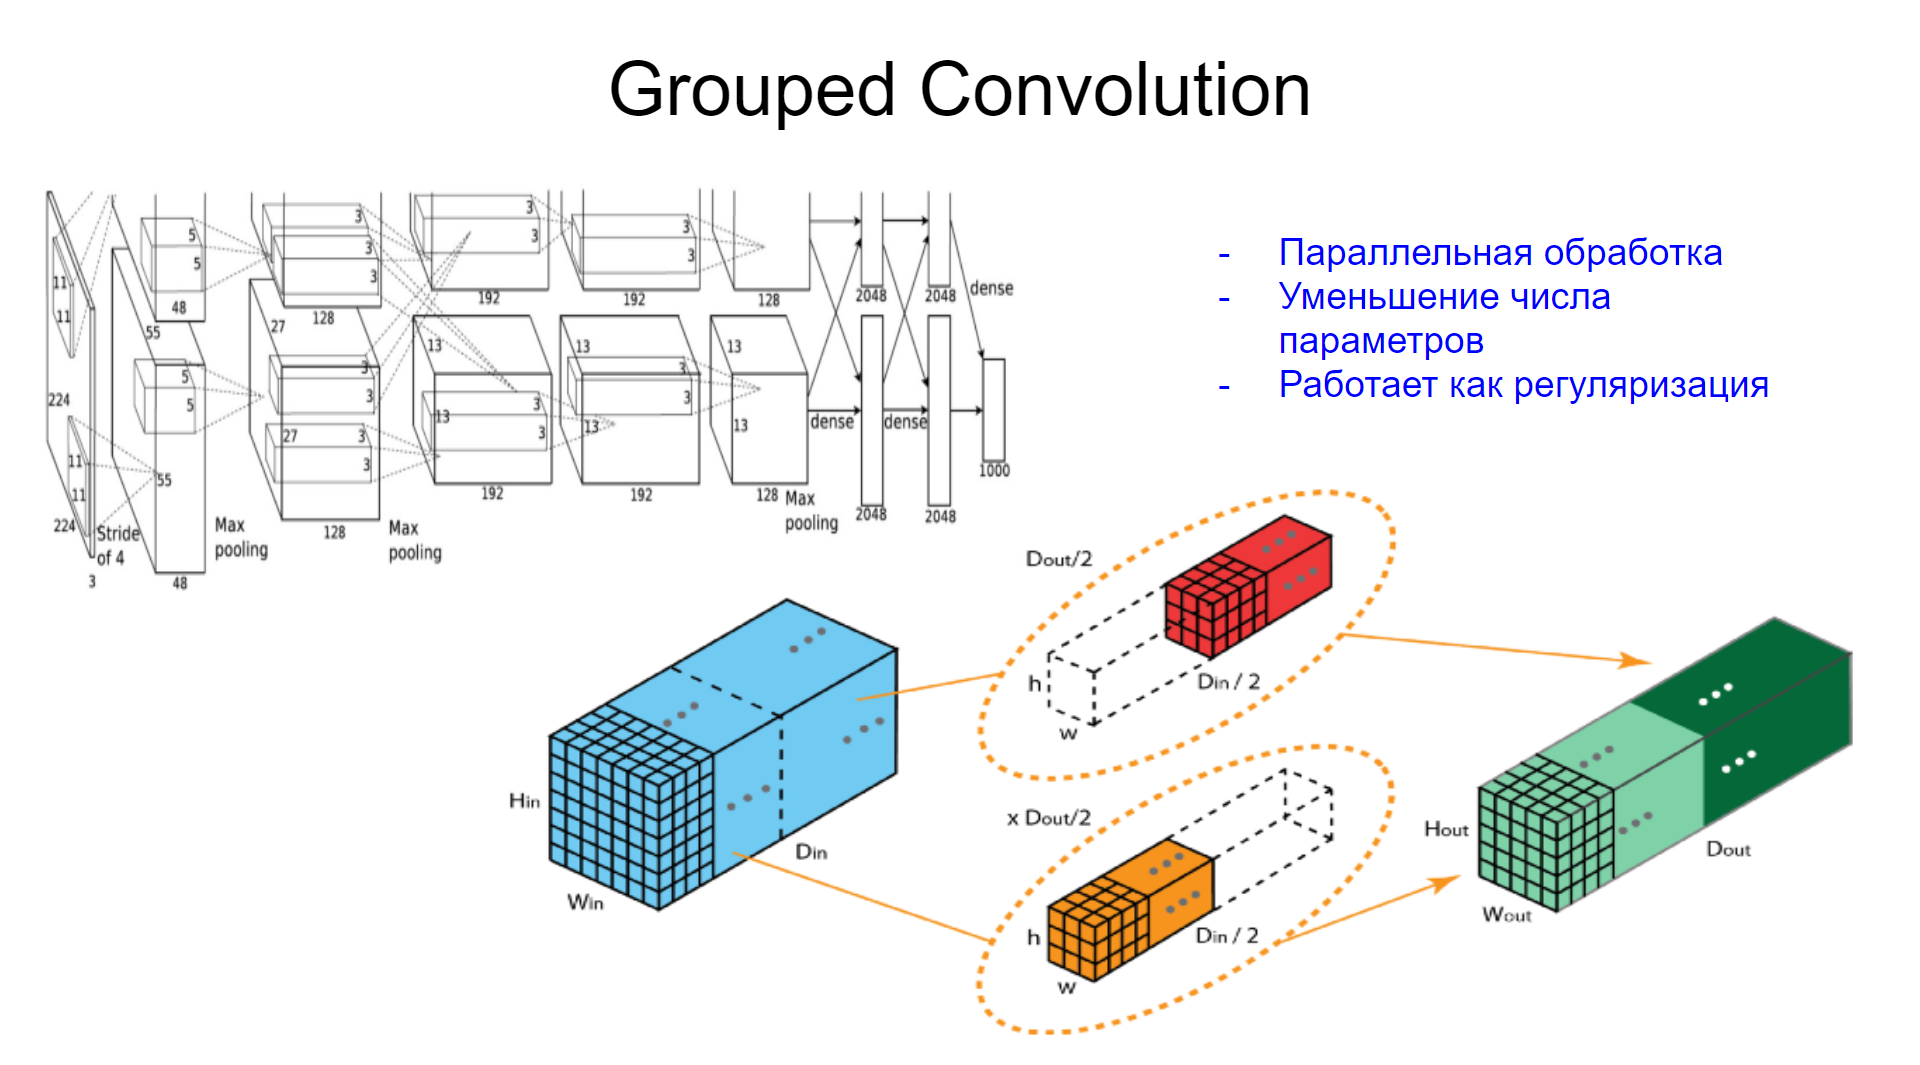 Grouped Convolution
- Параллельная обработка
- Уменьшение числа
параметров
- Работает как регуляризация
11
11
224
11
11
224
3
Stride
of 4
5
5
48
55
5
5
55
48
Max
pooling
3
3
3
128
27
3
3
27
3
3
128
Max
pooling
3
3
192
13
3
13
3
192
3
3
192
13
3
3
13
192
128
13
13
128
Max
pooling
2048
2048
dense
dense
dense
2048
2048
1000
Hin
Win
Din
Dout/2
h
w
Din / 2
x Dout/2
h
w
Din / 2
Hout
Wout
Dout